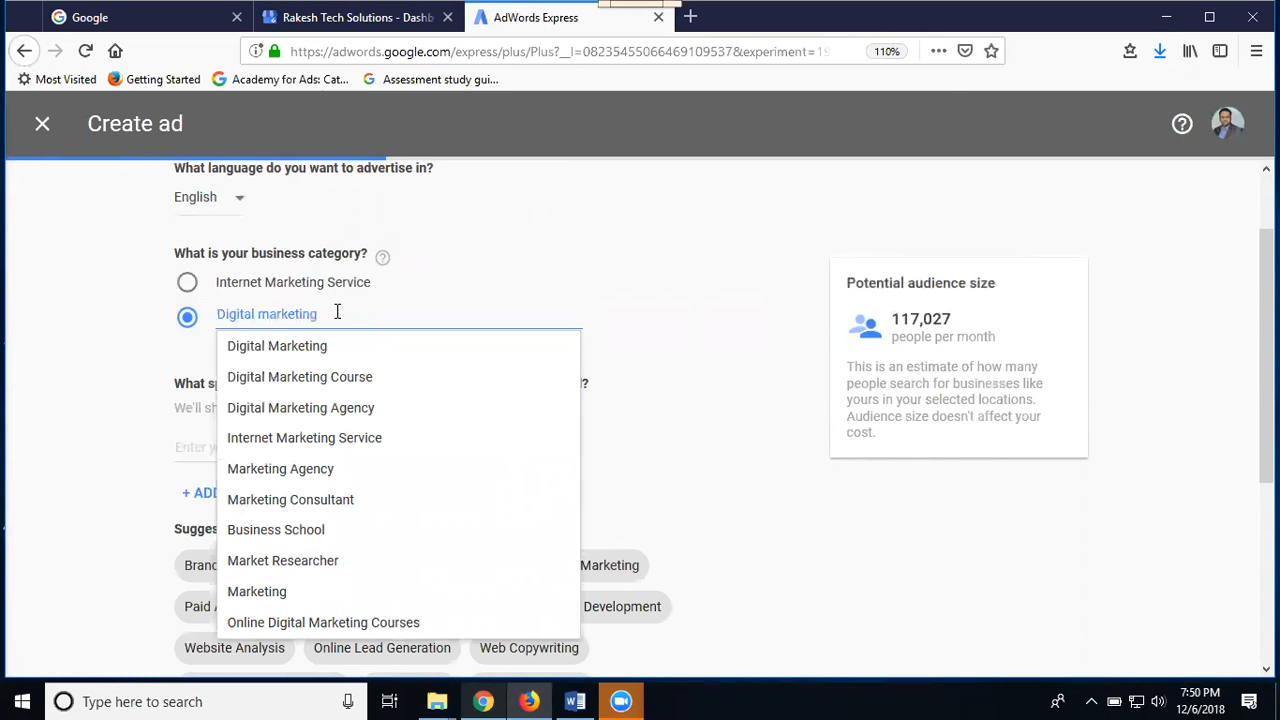 Google
Rakesh Tech Solutions - Dashb
AdWords Express
https://adwords.google.com/express/plus/Plus?__l=08235455066469109537&experiment=19
110%
Most Visited
Getting Started
Academy for Ads: Cat...
Assessment study gui...
Create ad
What language do you want to advertise in?
English
What is your business category?
Internet Marketing Service
Digital marketing
Digital Marketing
Digital Marketing Course
Digital Marketing Agency
Internet Marketing Service
Marketing Agency
Marketing Consultant
Business School
Market Researcher
Marketing
Online Digital Marketing Courses
What sp
?
We'll sh
Enter y
+ ADD
Sugges
Branc
Marketing
Paid A
Development
Website Analysis
Online Lead Generation
Web Copywriting
Potential audience size
117,027
people per month
This is an estimate of how many
people search for businesses like
yours in your selected locations.
Audience size doesn't affect your
cost.
Type here to search
7:50 PM
12/6/2018